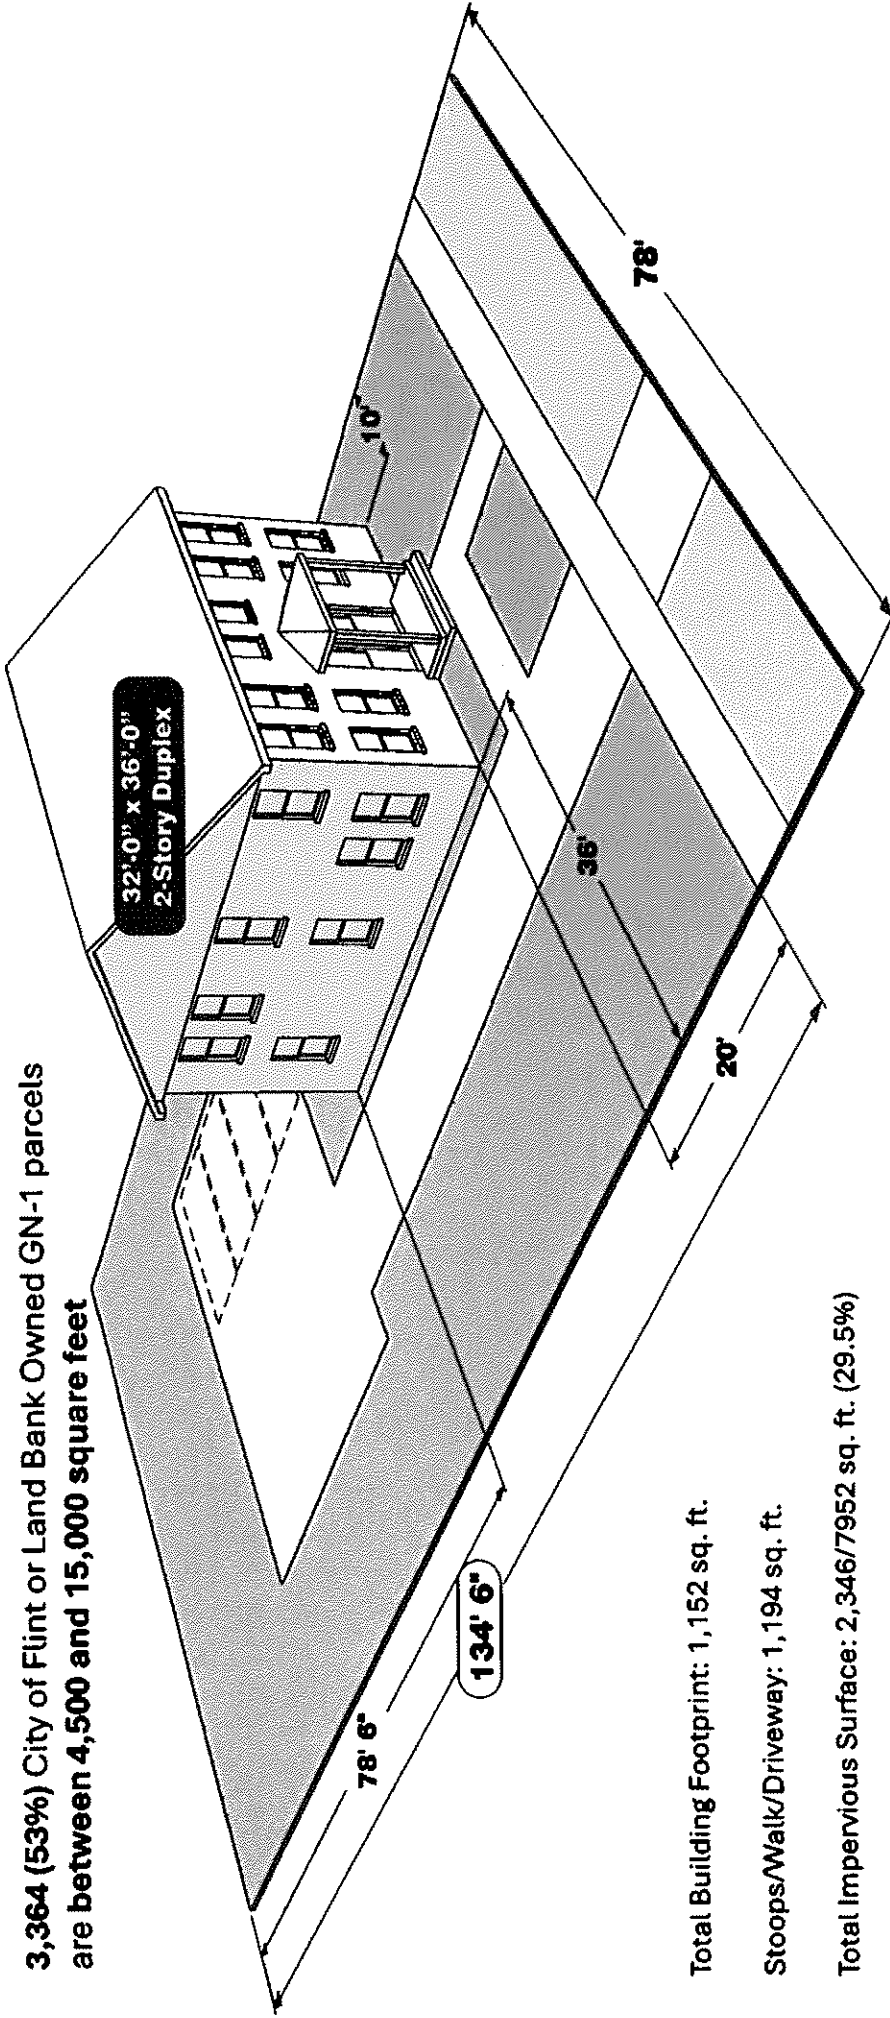 3,364 (53%) City of Flint or Land Bank Owned GN-1 parcels
are between 4,500 and 15,000 square feet
32'-0" x 36'-0"
2-Story Duplex
10'
78'
36'
20'
78' 6"
134' 6"
Total Building Footprint: 1,152 sq. ft.
Stoops/Walk/Driveway: 1,194 sq. ft.
Total Impervious Surface: 2,346/7952 sq. ft. (29.5%)